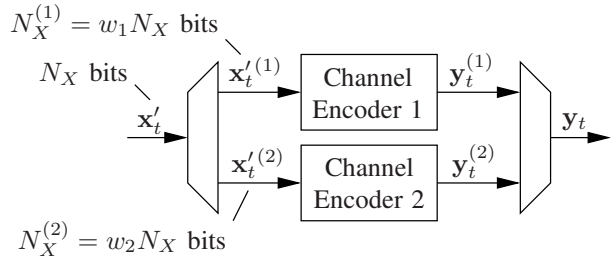 N_X^{(1)} = w_1 N_X bits
N_X bits
x'_t
x'_t^{(1)}
Channel
Encoder 1
y_t^{(1)}
y_t
x'_t^{(2)}
Channel
Encoder 2
y_t^{(2)}
N_X^{(2)} = w_2 N_X bits